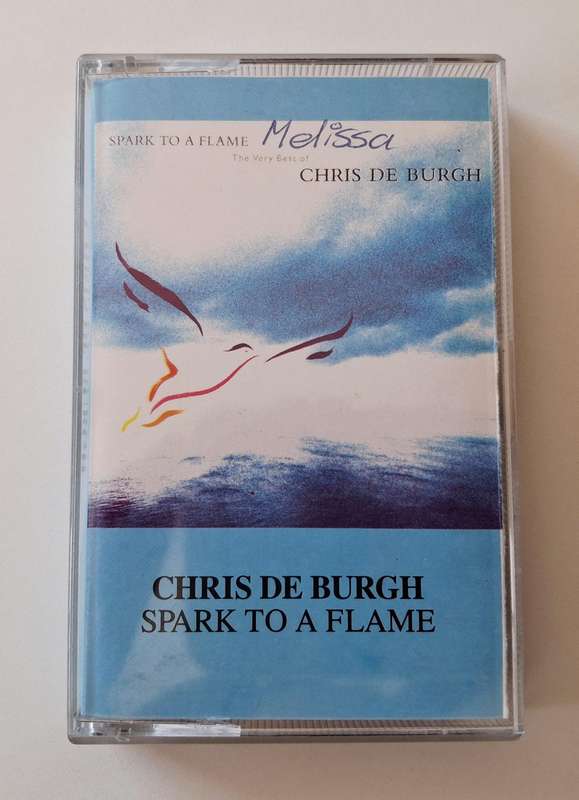 SPARK TO A FLAME Melissa
The Very Best of
CHRIS DE BURGH
CHRIS DE BURGH
SPARK TO A FLAME